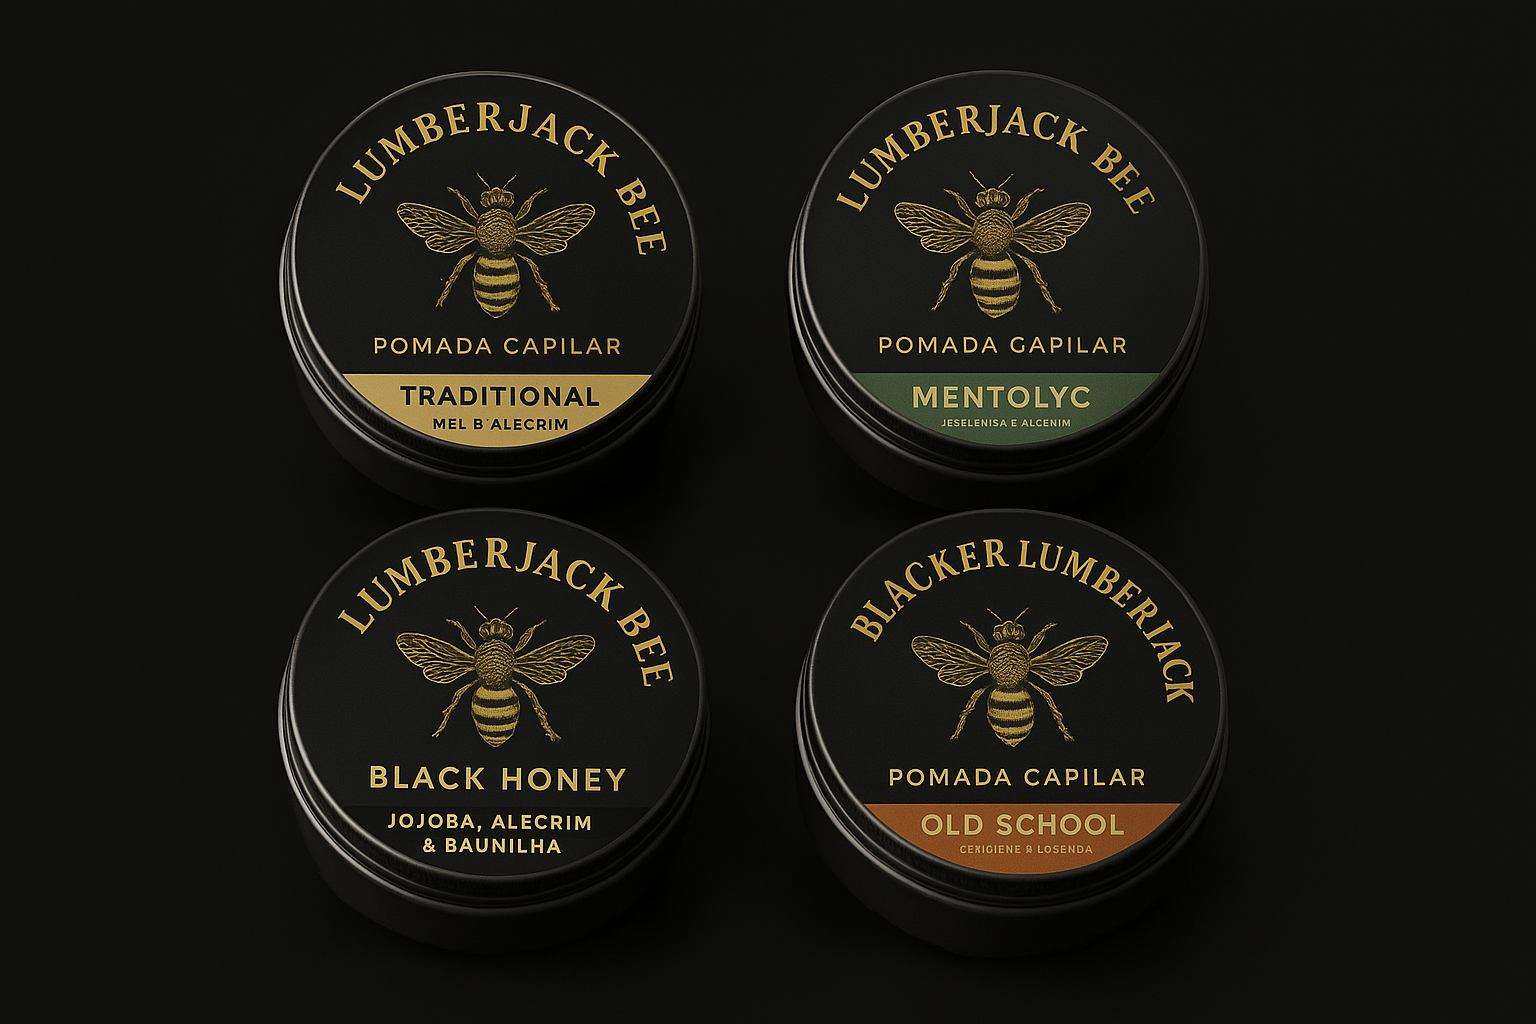 LUMBERJACK BEE
POMADA CAPILAR
TRADITIONAL
MEL B'ALECRIM
LUMBERJACK BEE
POMADA GAPILAR
MENTOLYC
JESELENISA E ALCENIM
LUMBERJACK BEE
BLACK HONEY
JOJOBA, ALECRIM
& BAUNILHA
BLACKER LUMBERJACK
POMADA CAPILAR
OLD SCHOOL
& LOSENDA